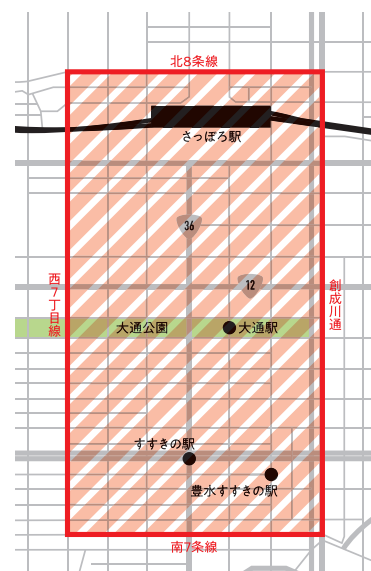 北8条線
さっぽろ駅
36
12
西7丁目線
創成川通
大通公園
大通駅
すすきの駅
豊水すすきの駅
南7条線